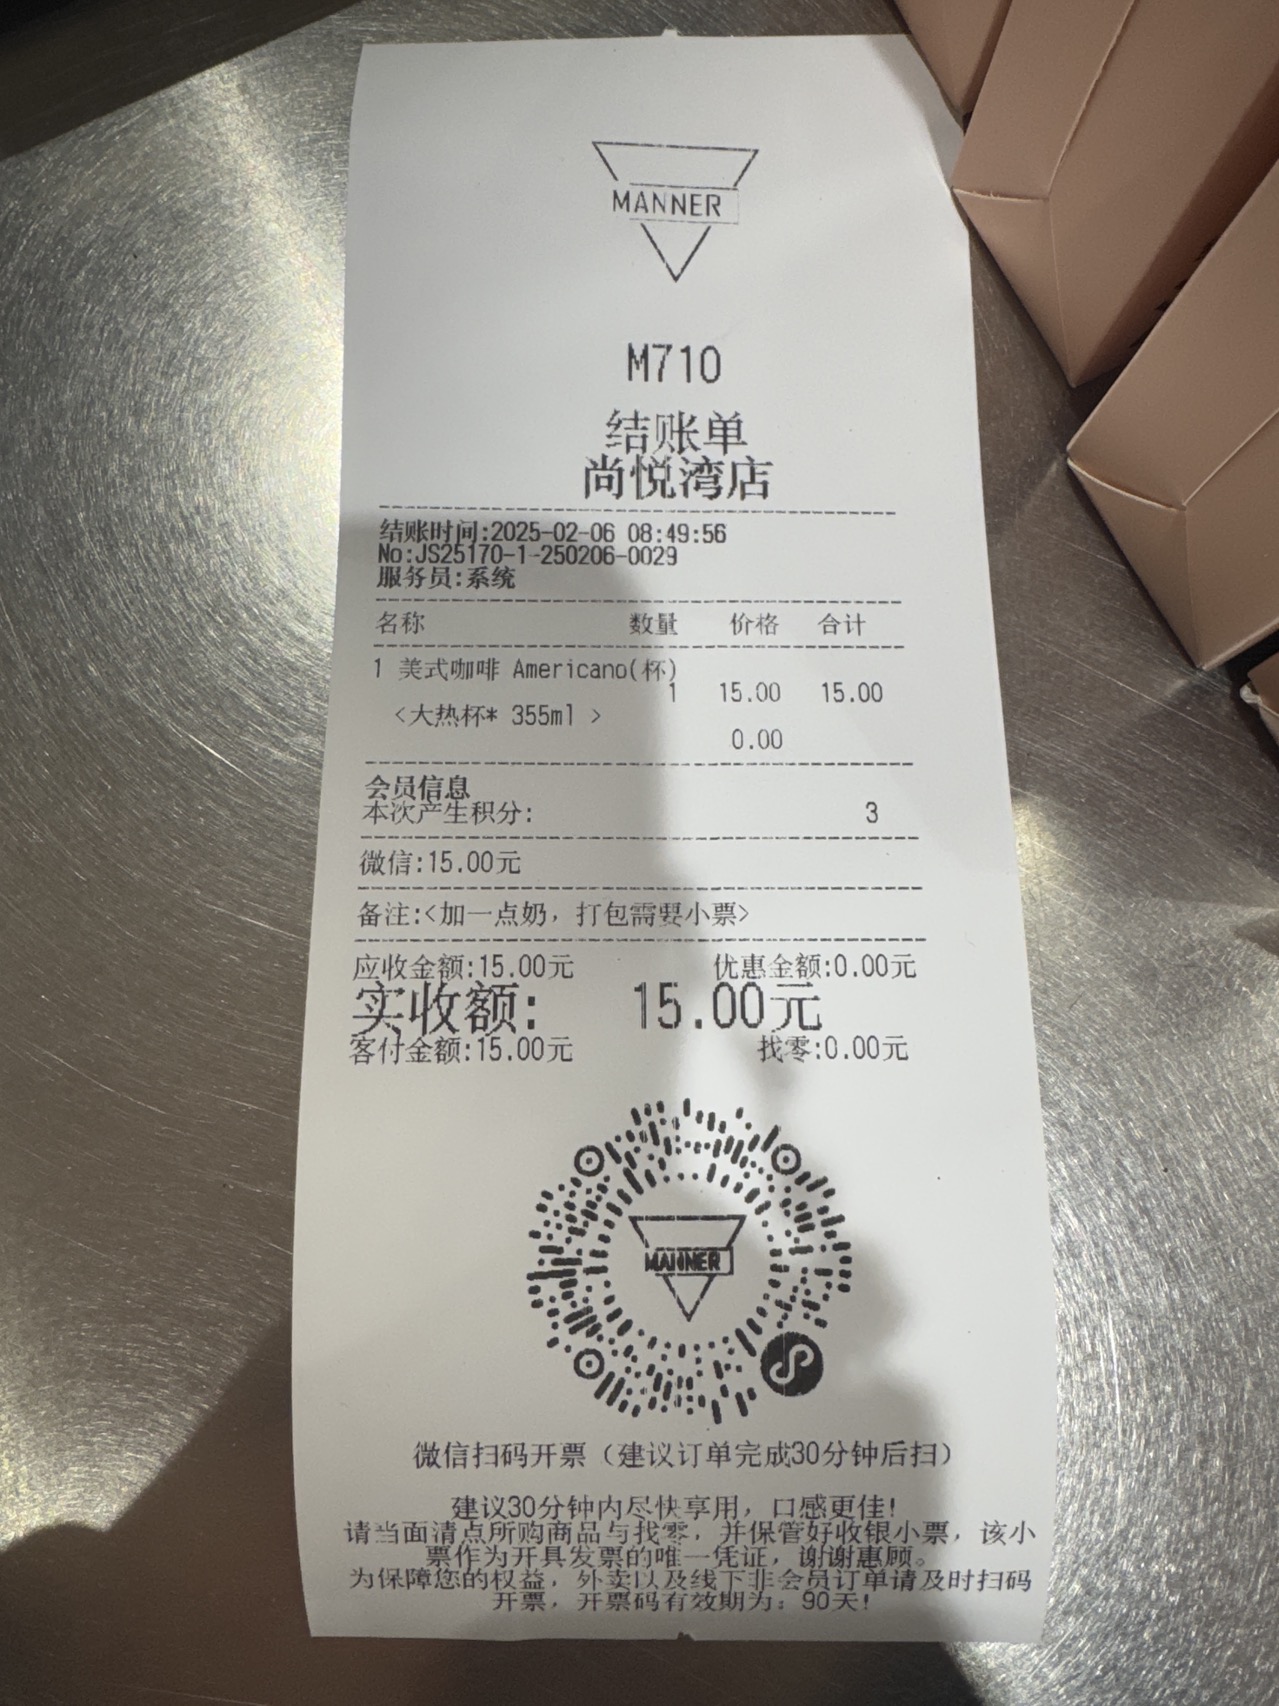 MANNER
M710
结账单
尚悦湾店
结账时间:2025-02-06 08:49:56
No:JS25170-1-250206-0029
服务员:系统
名称 数量 价格 合计
1 美式咖啡 Americano(杯)
1 15.00 15.00
<大热杯* 355ml >
0.00
会员信息
本次产生积分: 3
微信:15.00元
备注:<加一点奶，打包需要小票>
应收金额:15.00元 优惠金额:0.00元
实收额: 15.00元
客付金额:15.00元 找零:0.00元
MANNER
微信扫码开票（建议订单完成30分钟后扫）
建议30分钟内尽快享用，口感更佳!
请当面清点所购商品与找零，并保管好收银小票，该小
票作为开具发票的唯一凭证，谢谢惠顾。
为保障您的权益，外卖以及线下非会员订单请及时扫码
开票，开票码有效期为：90天!